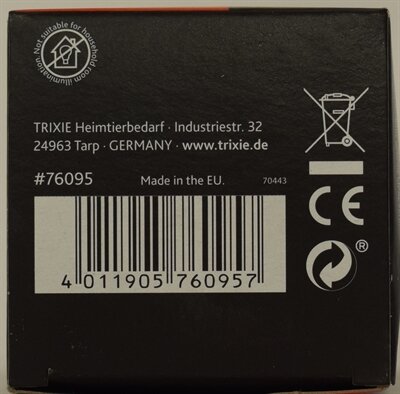 Not suitable for household room illumination
TRIXIE Heimtierbedarf · Industriestr. 32
24963 Tarp · GERMANY · www.trixie.de
#76095 Made in the EU. 70443
CE
4 011905 760957
®